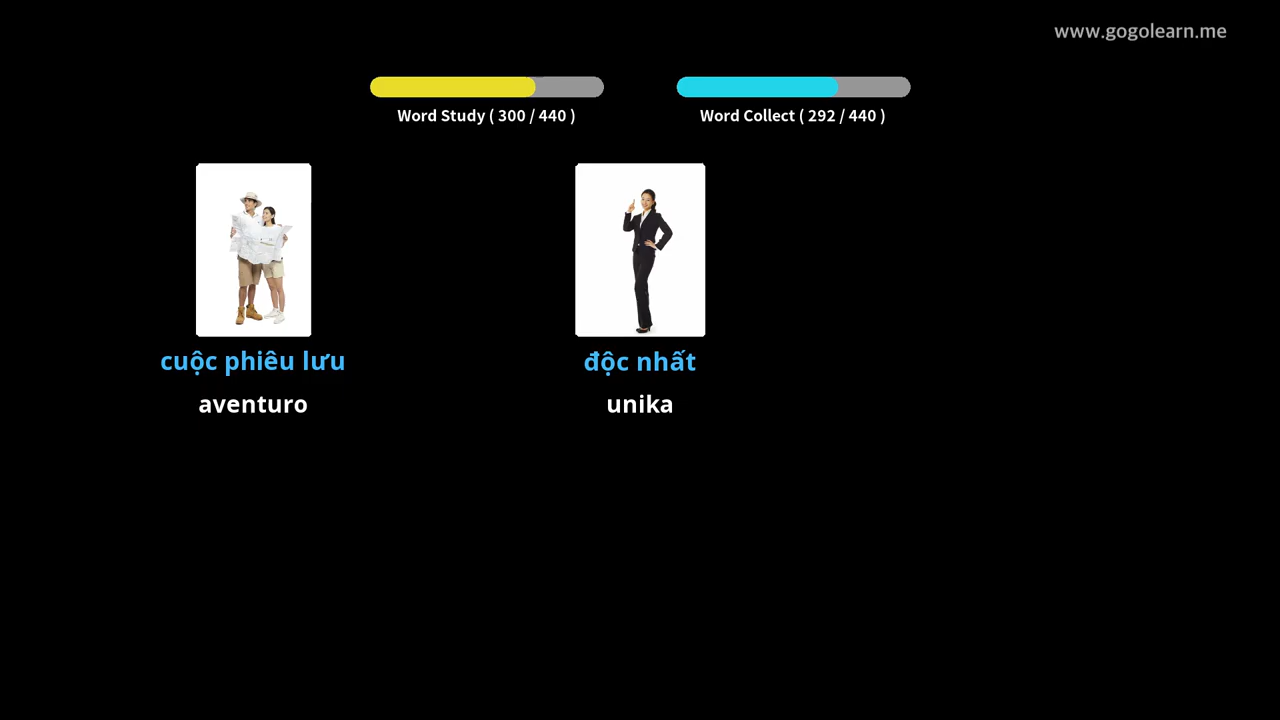 www.gogolearn.me
Word Study ( 300 / 440 )
Word Collect ( 292 / 440 )
cuộc phiêu lưu
aventuro
độc nhất
unika